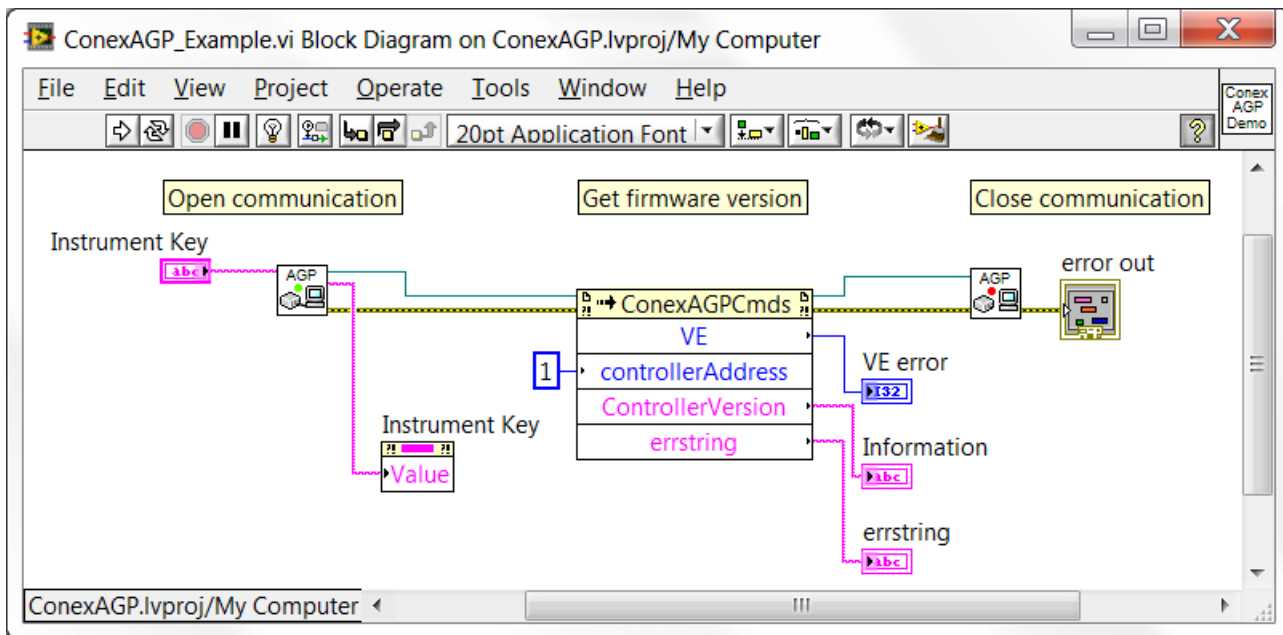 ConexAGP_Example.vi Block Diagram on ConexAGP.lvproj/My Computer
File Edit View Project Operate Tools Window Help
Conex
AGP
Demo
20pt Application Font
Open communication
Get firmware version
Close communication
Instrument Key
abc
AGP
AGP
error out
ConexAGPCmds
VE
1
controllerAddress
VE error
I32
ControllerVersion
Instrument Key
Value
errstring
Information
abc
errstring
abc
ConexAGP.lvproj/My Computer